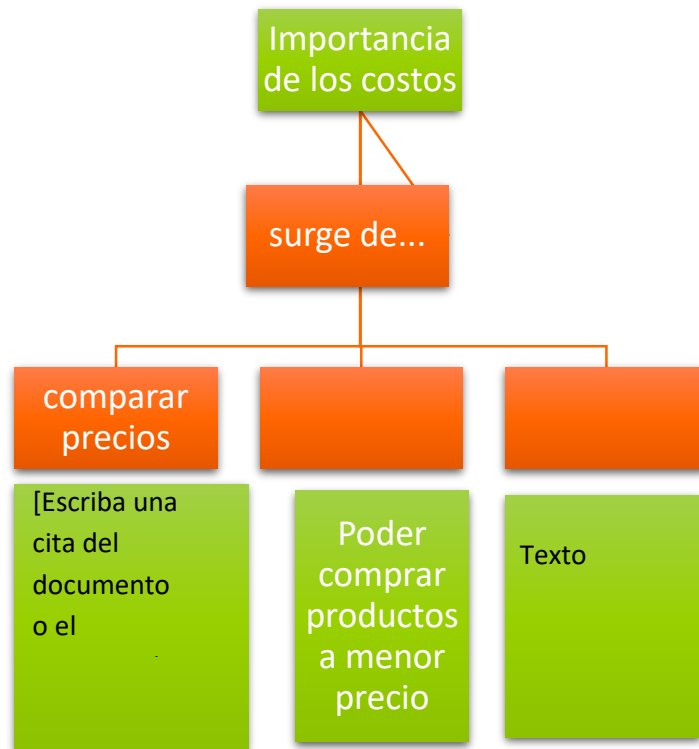 Importancia
de los costos
surge de...
comparar
precios
[Escriba una
cita del
documento
o el
Poder
comprar
productos
a menor
precio
Texto